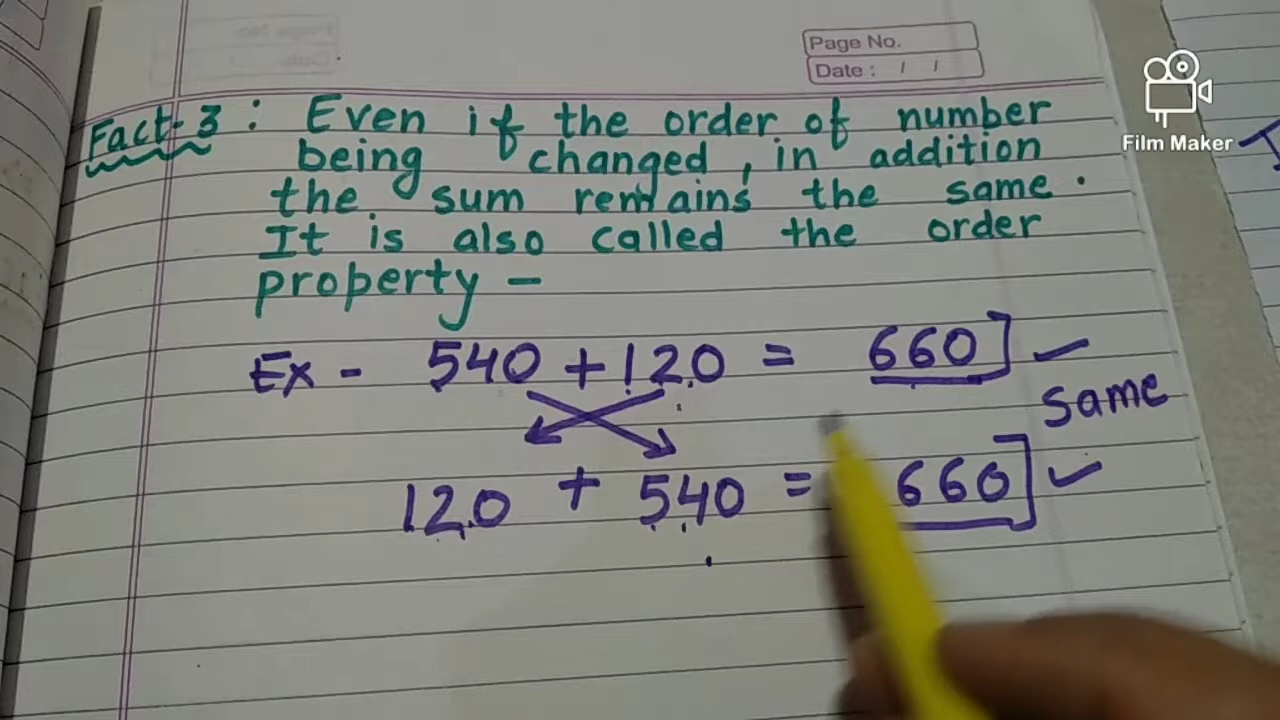 Page No.
Date : / /
Film Maker
Fact-3 : Even if the order of number
being changed, in addition
the sum remains the same.
It is also called the order
property -
Ex - 540 + 120 = 660
same
120 + 540 = 660